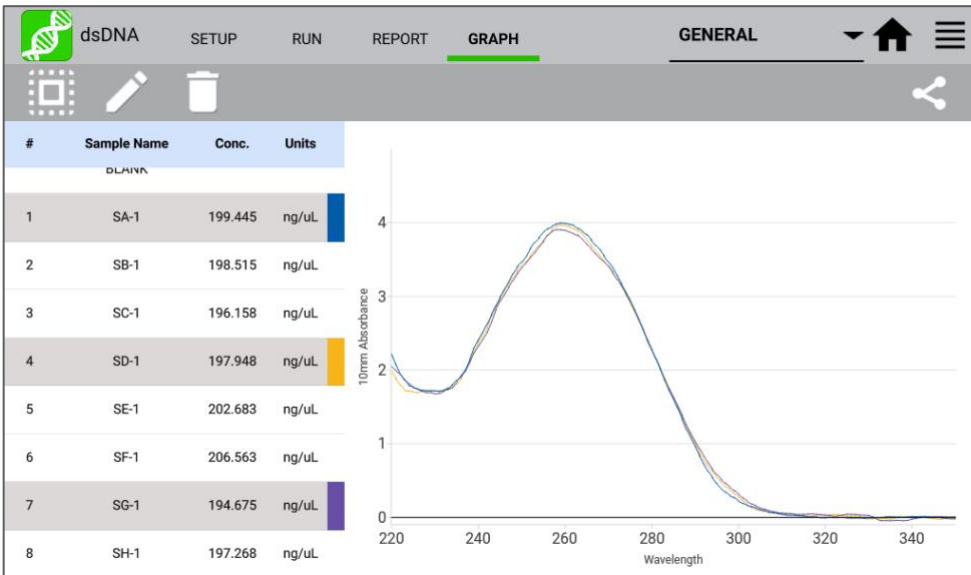 dsDNA SETUP RUN REPORT GRAPH GENERAL
# Sample Name Conc. Units
BLANK
1 SA-1 199.445 ng/uL
2 SB-1 198.515 ng/uL
3 SC-1 196.158 ng/uL
4 SD-1 197.948 ng/uL
5 SE-1 202.683 ng/uL
6 SF-1 206.563 ng/uL
7 SG-1 194.675 ng/uL
8 SH-1 197.268 ng/uL
10mm Absorbance
4
3
2
1
0
220 240 260 280 300 320 340
Wavelength